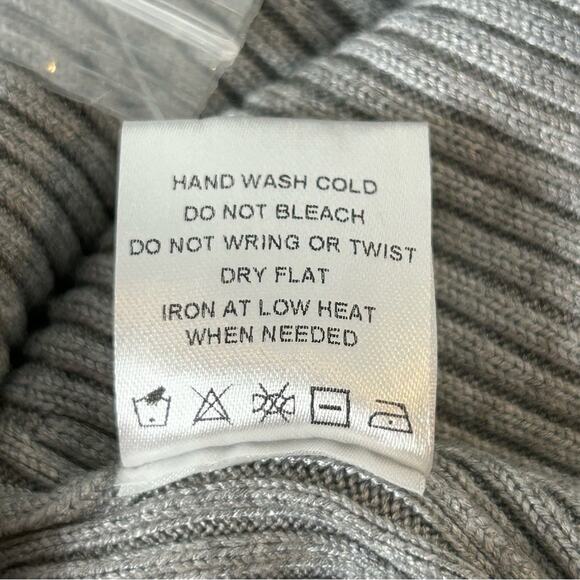 HAND WASH COLD
DO NOT BLEACH
DO NOT WRING OR TWIST
DRY FLAT
IRON AT LOW HEAT
WHEN NEEDED